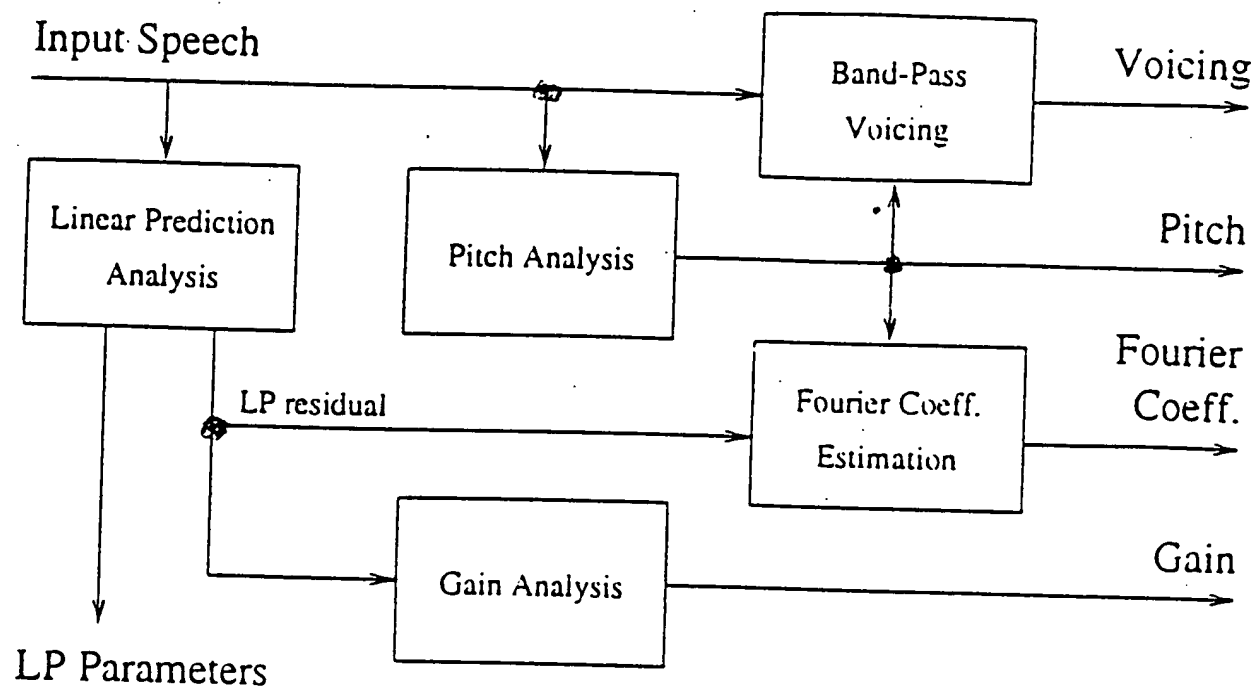 Input Speech
Band-Pass
Voicing
Voicing
Linear Prediction
Analysis
Pitch Analysis
Pitch
LP residual
Fourier Coeff.
Estimation
Fourier
Coeff.
Gain Analysis
Gain
LP Parameters